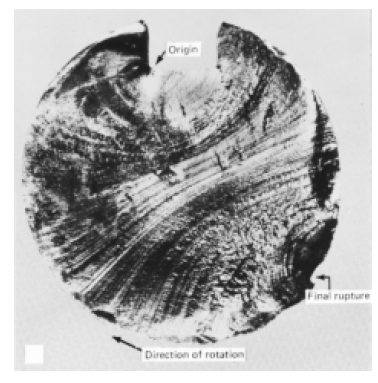 Origin
Final rupture
Direction of rotation